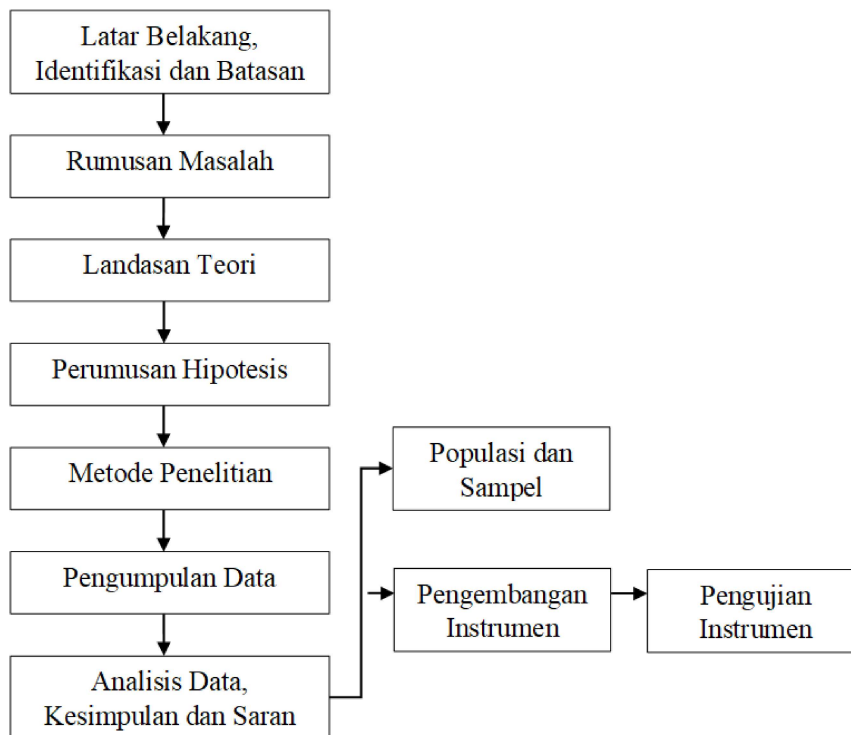 Latar Belakang,
Identifikasi dan Batasan
Rumusan Masalah
Landasan Teori
Perumusan Hipotesis
Metode Penelitian
Pengumpulan Data
Analisis Data,
Kesimpulan dan Saran
Populasi dan
Sampel
Pengembangan
Instrumen
Pengujian
Instrumen